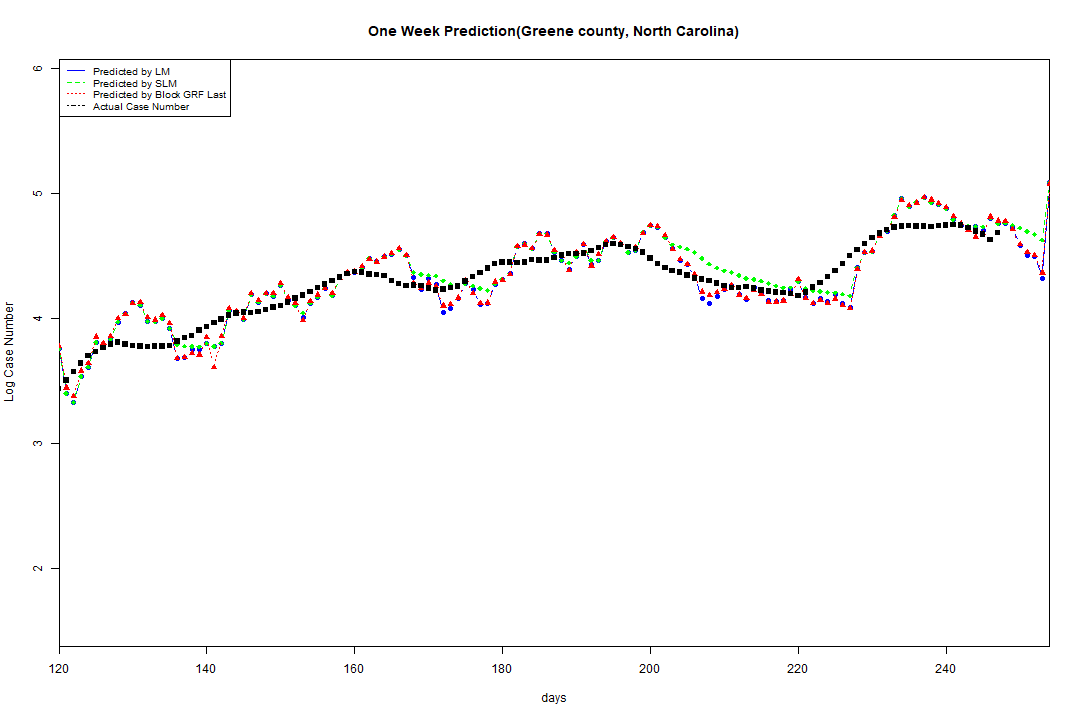 One Week Prediction(Greene county, North Carolina)
Predicted by LM
Predicted by SLM
Predicted by Block GRF Last
Actual Case Number
6
5
4
3
2
Log Case Number
120
140
160
180
200
220
240
days